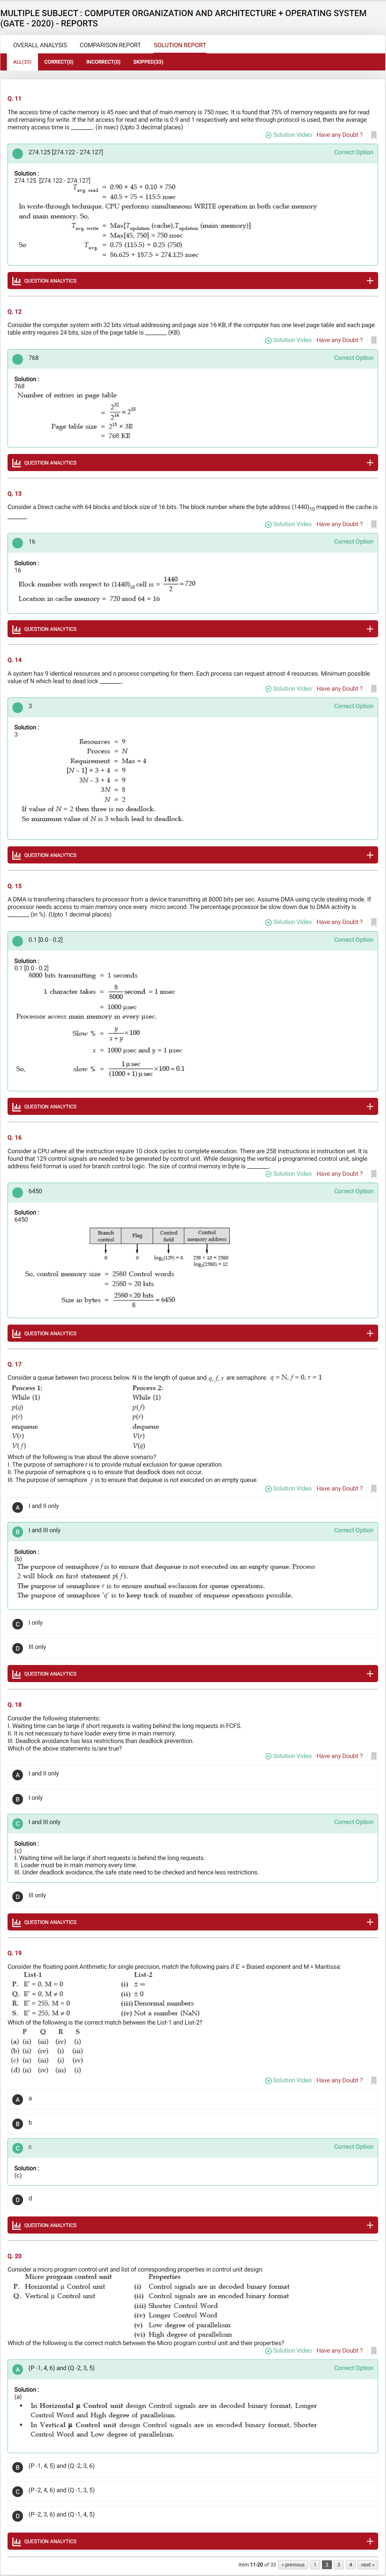 MULTIPLE SUBJECT : COMPUTER ORGANIZATION AND ARCHITECTURE + OPERATING SYSTEM
(GATE - 2020) - REPORTS
OVERALL ANALYSIS COMPARISON REPORT SOLUTION REPORT
ALL(33) CORRECT(0) INCORRECT(0) SKIPPED(33)
Q. 11
The access time of cache memory is 45 nsec and that of main memory is 750 nsec. It is found that 75% of memory requests are for read
and remaining for write. If the hit access for read and write is 0.9 and 1 respectively and write through protocol is used, then the average
memory access time is ______. (in nsec) (Upto 3 decimal places)
Solution Video Have any Doubt ?
274.125 [274.122 - 274.127] Correct Option
Solution :
274.125 [274.122 - 274.127]
T avg. read = 0.90 × 45 + 0.10 × 750
= 40.5 + 75 = 115.5 nsec
In write-through technique, CPU performs simultaneous WRITE operation in both cache memory
and main memory. So,
T avg. write = Max[T updation (cache),T updation (main memory)]
= Max[45, 750] = 750 nsec
So T avg. = 0.75 (115.5) + 0.25 (750)
= 86.625 + 187.5 = 274.125 nsec
QUESTION ANALYTICS +
Q. 12
Consider the computer system with 32 bits virtual addressing and page size 16 KB, if the computer has one level page table and each page
table entry requires 24 bits, size of the page table is ______ (KB).
Solution Video Have any Doubt ?
768 Correct Option
Solution :
768
Number of entries in page table
= 2^32 / 2^14 = 2^18
Page table size = 2^18 × 3B
= 768 KB
QUESTION ANALYTICS +
Q. 13
Consider a Direct cache with 64 blocks and block size of 16 bits. The block number where the byte address (1440)10 mapped in the cache is
______.
Solution Video Have any Doubt ?
16 Correct Option
Solution :
16
Block number with respect to (1440)10 cell is = 1440 / 2 = 720
Location in cache memory = 720 mod 64 = 16
QUESTION ANALYTICS +
Q. 14
A system has 9 identical resources and n process competing for them. Each process can request atmost 4 resources. Minimum possible
value of N which lead to dead lock ______.
Solution Video Have any Doubt ?
3 Correct Option
Solution :
3
Resources = 9
Process = N
Requirement = Max = 4
[N – 1] × 3 + 4 = 9
3N – 3 + 4 = 9
3N = 8
N = 2
If value of N = 2 then three is no deadlock.
So minimum value of N is 3 which lead to deadlock.
QUESTION ANALYTICS +
Q. 15
A DMA is transferring characters to processor from a device transmitting at 8000 bits per sec. Assume DMA using cycle stealing mode. If
processor needs access to main memory once every micro second. The percentage processor be slow down due to DMA activity is
______ (in %). (Upto 1 decimal places)
Solution Video Have any Doubt ?
0.1 [0.0 - 0.2] Correct Option
Solution :
0.1 [0.0 - 0.2]
8000 bits transmitting = 1 seconds
1 character takes = 8 / 8000 second = 1 msec
= 1000 μsec
Processor access main memory in every μsec.
Slow % = y / x + y × 100
x = 1000 μsec and y = 1 μsec
So, slow % = 1 μ sec / (1000 + 1) μ sec × 100 = 0.1
QUESTION ANALYTICS +
Q. 16
Consider a CPU where all the instruction require 10 clock cycles to complete execution. There are 258 instructions in instruction set. It is
found that 129 control signals are needed to be generated by control unit. While designing the vertical μ-programmed control unit, single
address field format is used for branch control logic. The size of control memory in byte is ______.
Solution Video Have any Doubt ?
6450 Correct Option
Solution :
6450
Branch control Flag Control field Control memory address
0 0 log2(129) = 8 258 × 10 = 2580
log2(2580) = 12
So, control memory size = 2580 Control words
= 2580 = 20 bits
Size in bytes = 2580 × 20 bits / 8 = 6450
QUESTION ANALYTICS +
Q. 17
Consider a queue between two process below. N is the length of queue and q, f, r are semaphore. q = N, f = 0, r = 1
Process 1: Process 2:
While (1) While (1)
p(q) p(f)
p(r) p(r)
enqueue dequeue
V(r) V(r)
V(f) V(q)
Which of the following is true about the above scenario?
I. The purpose of semaphore r is to provide mutual exclusion for queue operation.
II. The purpose of semaphore q is to ensure that deadlock does not occur.
III. The purpose of semaphore f is to ensure that dequeue is not executed on an empty queue.
Solution Video Have any Doubt ?
A I and II only
B I and III only Correct Option
Solution :
(b)
The purpose of semaphore f is to ensure that dequeue is not executed on an empty queue. Process
2 will block on first statement p(f).
The purpose of semaphore r is to ensure mutual exclusion for queue operations.
The purpose of semaphore 'q' is to keep track of number of enqueue operations possible.
C I only
D III only
QUESTION ANALYTICS +
Q. 18
Consider the following statements:
I. Waiting time can be large if short requests is waiting behind the long requests in FCFS.
II. It is not necessary to have loader every time in main memory.
III. Deadlock avoidance has less restrictions than deadlock prevention.
Which of the above statements is/are true?
Solution Video Have any Doubt ?
A I and II only
B I only
C I and III only Correct Option
Solution :
(c)
I. Waiting time will be large if short requests is behind the long requests.
II. Loader must be in main memory every time.
III. Under deadlock avoidance, the safe state need to be checked and hence less restrictions.
D III only
QUESTION ANALYTICS +
Q. 19
Consider the floating point Arithmetic for single precision, match the following pairs if E' = Biased exponent and M = Mantissa:
List-1 List-2
P. E' = 0, M = 0 (i) ± ∞
Q. E' = 0, M ≠ 0 (ii) ± 0
R. E' = 255, M = 0 (iii) Denormal numbers
S. E' = 255, M ≠ 0 (iv) Not a number (NaN)
Which of the following is the correct match between the List-1 and List-2?
P Q R S
(a) (ii) (iii) (iv) (i)
(b) (ii) (iv) (i) (iii)
(c) (ii) (iii) (i) (iv)
(d) (ii) (iv) (iii) (i)
Solution Video Have any Doubt ?
A a
B b
C c Correct Option
Solution :
(c)
D d
QUESTION ANALYTICS +
Q. 20
Consider a micro program control unit and list of corresponding properties in control unit design:
Micro program control unit Properties
P. Horizontal μ Control unit (i) Control signals are in decoded binary format
Q. Vertical μ Control unit (ii) Control signals are in encoded binary format
(iii) Shorter Control Word
(iv) Longer Control Word
(v) Low degree of parallelism
(vi) High degree of parallelism
Which of the following is the correct match between the Micro program control unit and their properties?
Solution Video Have any Doubt ?
A (P -1, 4, 6) and (Q -2, 3, 5) Correct Option
Solution :
(a)
• In Horizontal μ Control unit design Control signals are in decoded binary format, Longer
Control Word and High degree of parallelism.
• In Vertical μ Control unit design Control signals are in encoded binary format, Shorter
Control Word and Low degree of parallelism.
B (P -1, 4, 5) and (Q -2, 3, 6)
C (P -2, 4, 6) and (Q -1, 3, 5)
D (P -2, 3, 6) and (Q -1, 4, 5)
QUESTION ANALYTICS +
Item 11-20 of 33 « previous 1 2 3 4 next »